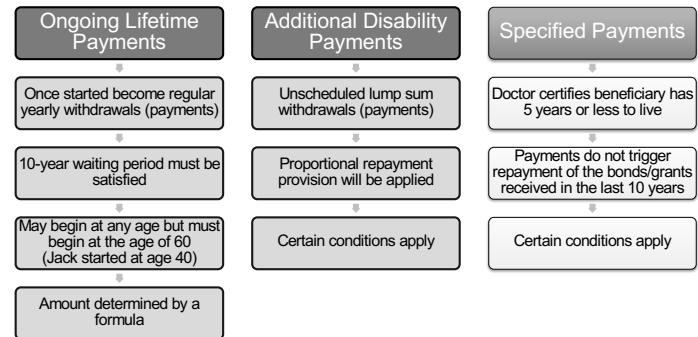 Ongoing Lifetime
Payments
Once started become regular
yearly withdrawals (payments)
10-year waiting period must be
satisfied
May begin at any age but must
begin at the age of 60
(Jack started at age 40)
Amount determined by a
formula
Additional Disability
Payments
Unscheduled lump sum
withdrawals (payments)
Proportional repayment
provision will be applied
Certain conditions apply
Specified Payments
Doctor certifies beneficiary has
5 years or less to live
Payments do not trigger
repayment of the bonds/grants
received in the last 10 years
Certain conditions apply